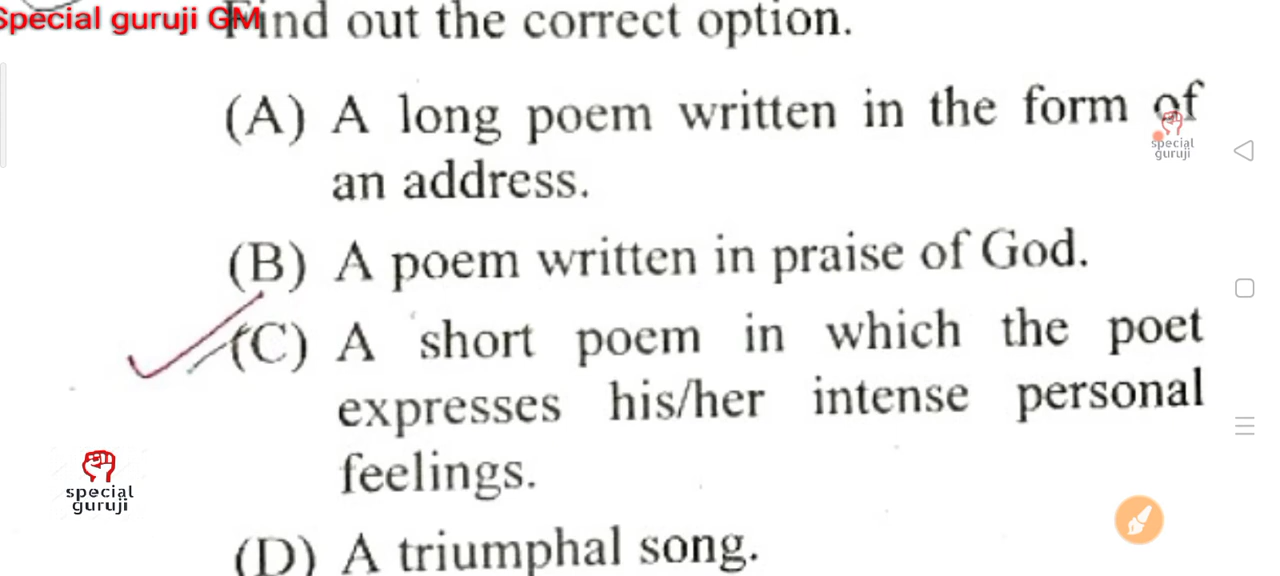 Special guruji GM
Find out the correct option.
(A) A long poem written in the form of
an address.
special
guruji
(B) A poem written in praise of God.
(C) A short poem in which the poet
expresses his/her intense personal
feelings.
special
guruji
(D) A triumphal song.